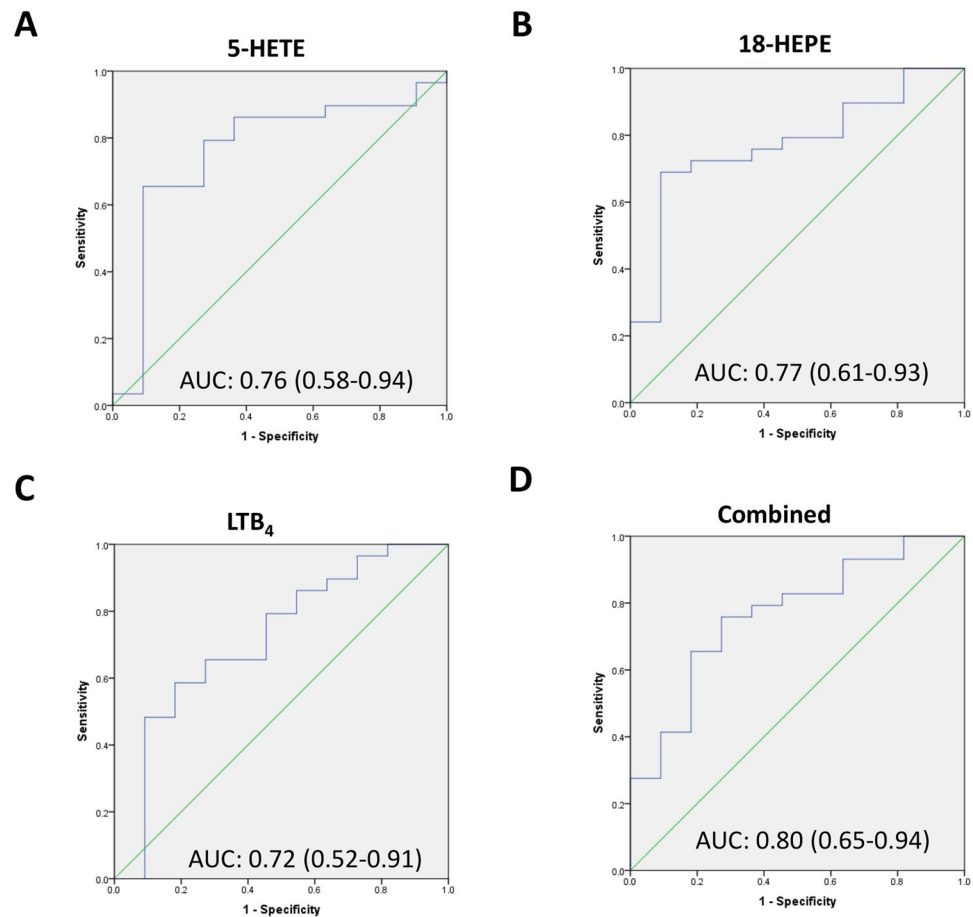 A
5-HETE
1.0
0.8
0.6
0.4
0.2
0.0
Sensitivity
AUC: 0.76 (0.58-0.94)
0.0 0.2 0.4 0.6 0.8 1.0
1 - Specificity
B
18-HEPE
1.0
0.8
0.6
0.4
0.2
0.0
Sensitivity
AUC: 0.77 (0.61-0.93)
0.0 0.2 0.4 0.6 0.8 1.0
1 - Specificity
C
LTB₄
1.0
0.8
0.6
0.4
0.2
0.0
Sensitivity
AUC: 0.72 (0.52-0.91)
0.0 0.2 0.4 0.6 0.8 1.0
1 - Specificity
D
Combined
1.0
0.8
0.6
0.4
0.2
0.0
Sensitivity
AUC: 0.80 (0.65-0.94)
0.0 0.2 0.4 0.6 0.8 1.0
1 - Specificity